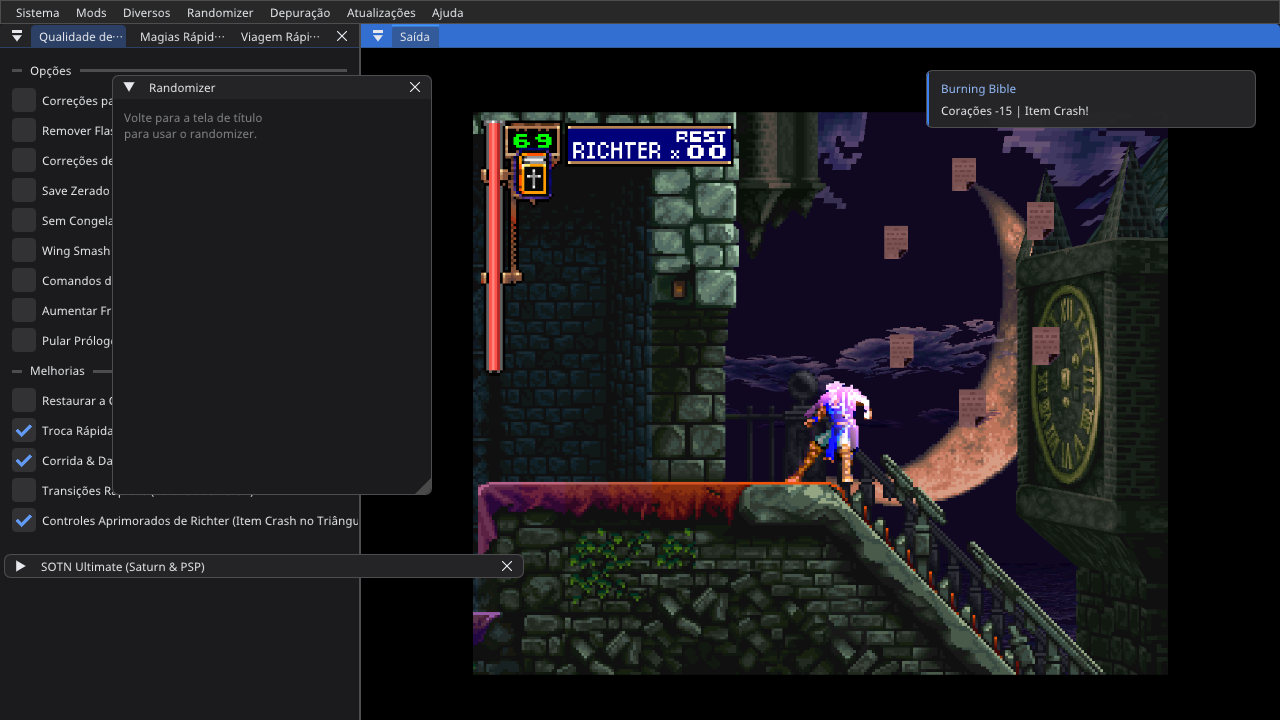 Sistema Mods Diversos Randomizer Depuração Atualizações Ajuda
Qualidade de··· Magias Rápid··· Viagem Rápi··· Saída
Opções
Correções pa
Remover Flas
Correções de
Save Zerado
Sem Congela
Wing Smash
Comandos d
Aumentar Fr
Pular Prólogo
Melhorias
Restaurar a C
Troca Rápida
Corrida & Da
Transições
Controles Aprimorados de Richter (Item Crash no Triângu
Randomizer
Volte para a tela de título
para usar o randomizer.
SOTN Ultimate (Saturn & PSP)
69
REST
RICHTER x 00
Burning Bible
Corações -15 | Item Crash!